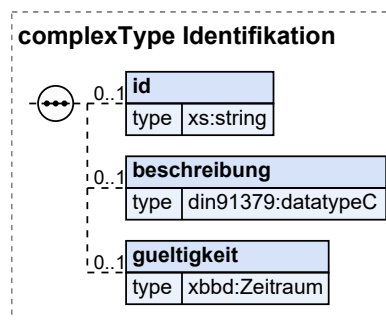 complexType Identifikation
0..1 id
type xs:string
0..1 beschreibung
type din91379:datatypeC
0..1 gueltigkeit
type xbbd:Zeitraum